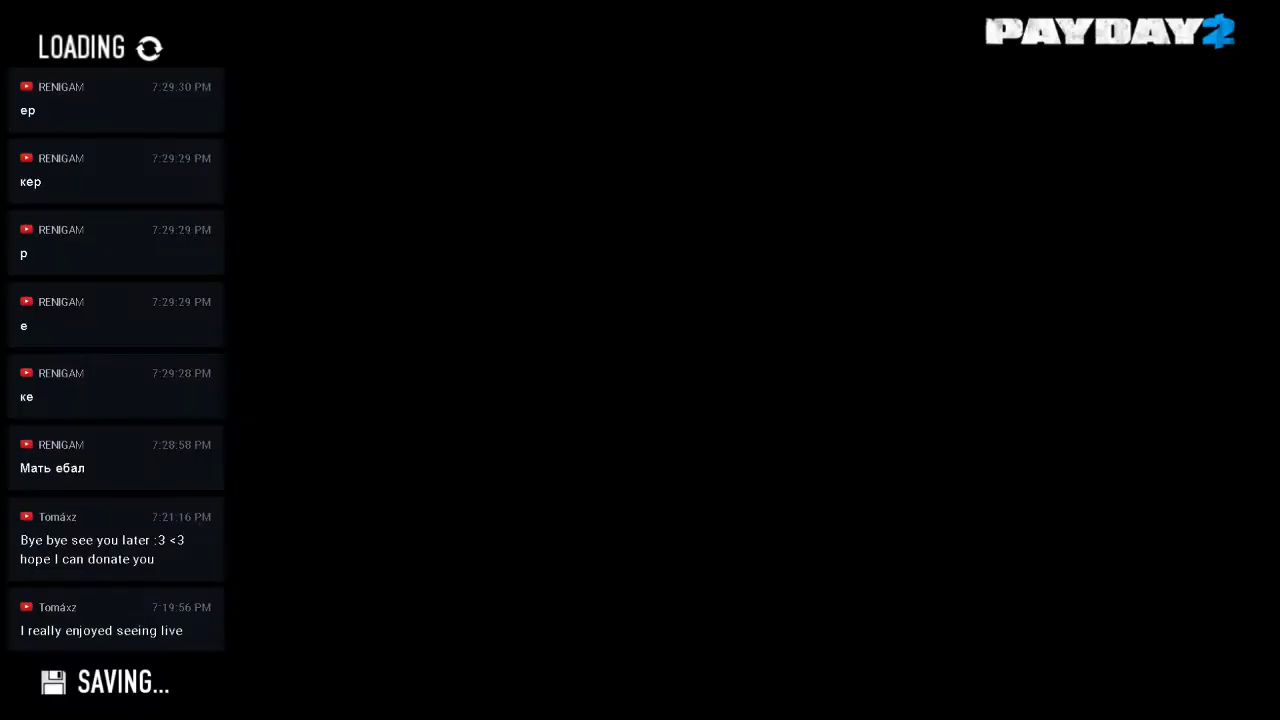 LOADING
PAYDAY 2
RENIGAM 7:29:30 PM
ер
RENIGAM 7:29:29 PM
кер
RENIGAM 7:29:29 PM
р
RENIGAM 7:29:29 PM
е
RENIGAM 7:29:28 PM
ке
RENIGAM 7:28:58 PM
Мать ебал
Tomáxz 7:21:16 PM
Bye bye see you later :3 <3
hope I can donate you
Tomáxz 7:19:56 PM
I really enjoyed seeing live
SAVING...